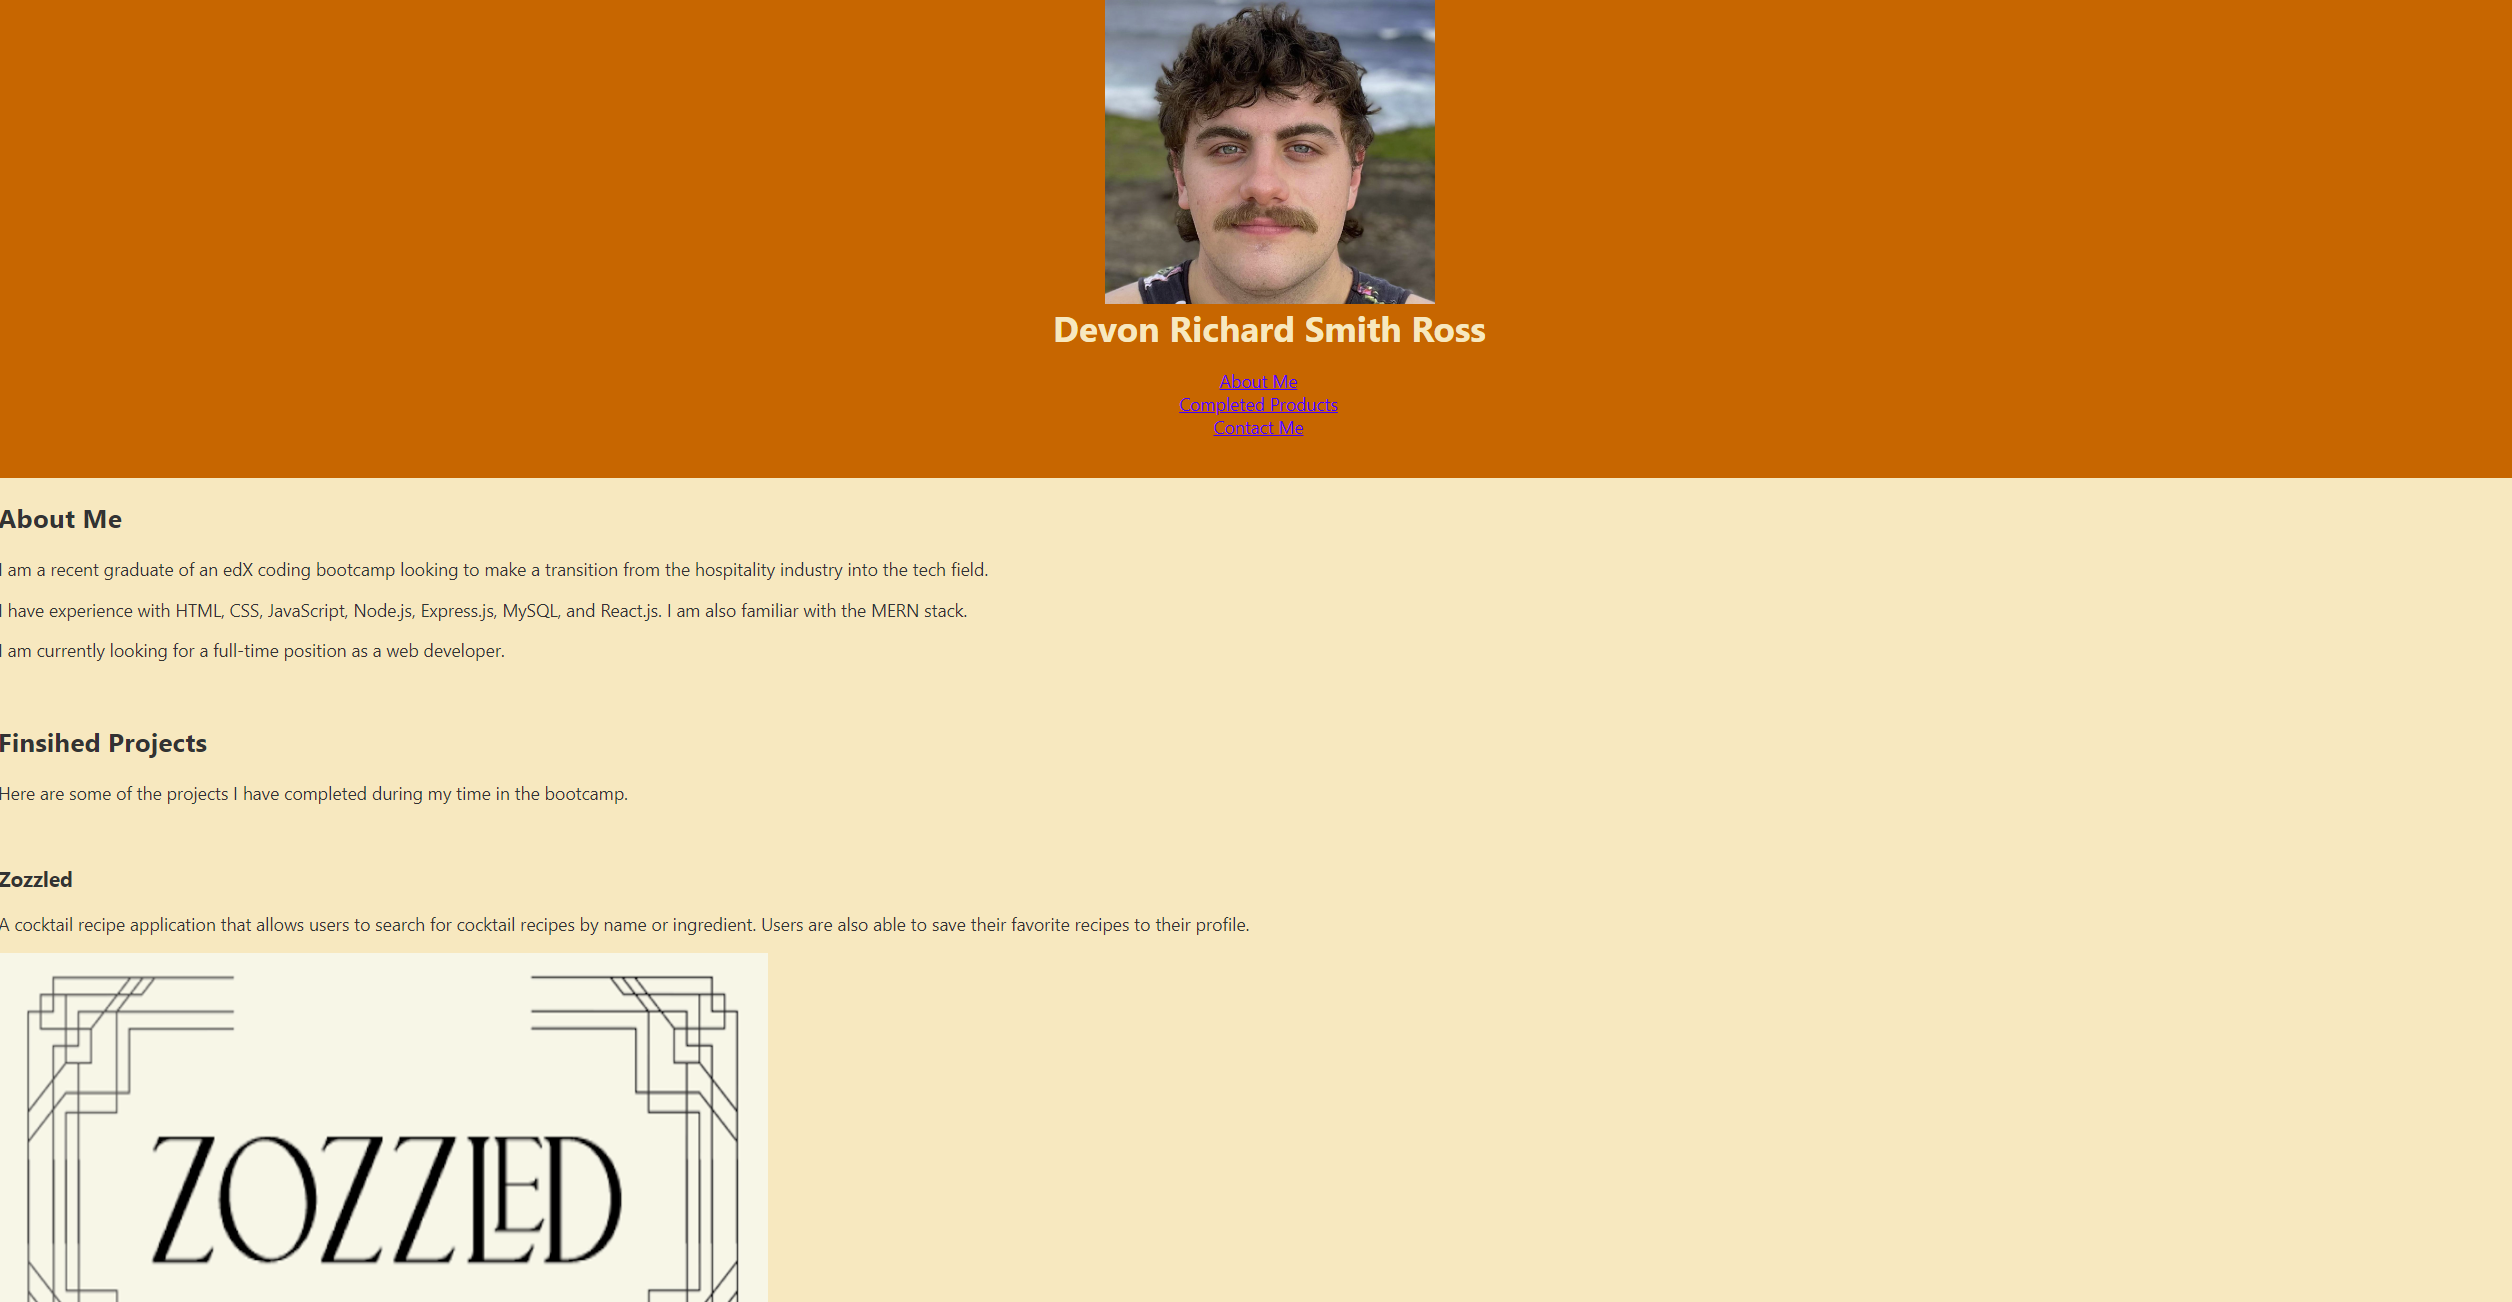 Devon Richard Smith Ross
About Me
Completed Products
Contact Me
About Me
I am a recent graduate of an edX coding bootcamp looking to make a transition from the hospitality industry into the tech field.
I have experience with HTML, CSS, JavaScript, Node.js, Express.js, MySQL, and React.js. I am also familiar with the MERN stack.
I am currently looking for a full-time position as a web developer.
Finsihed Projects
Here are some of the projects I have completed during my time in the bootcamp.
Zozzled
A cocktail recipe application that allows users to search for cocktail recipes by name or ingredient. Users are also able to save their favorite recipes to their profile.
ZOZZLED